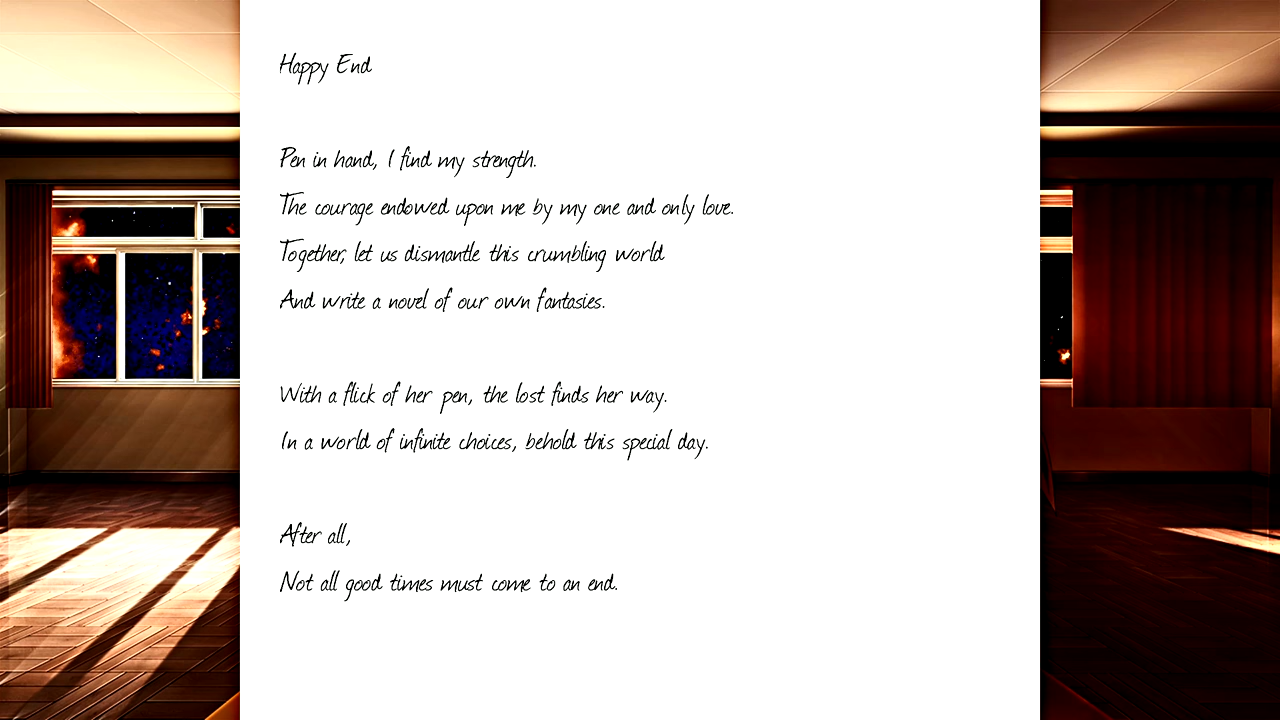 Happy End
Pen in hand, I find my strength.
The courage endowed upon me by my one and only love.
Together, let us dismantle this crumbling world
And write a novel of our own fantasies.
With a flick of her pen, the lost finds her way.
In a world of infinite choices, behold this special day.
After all,
Not all good times must come to an end.